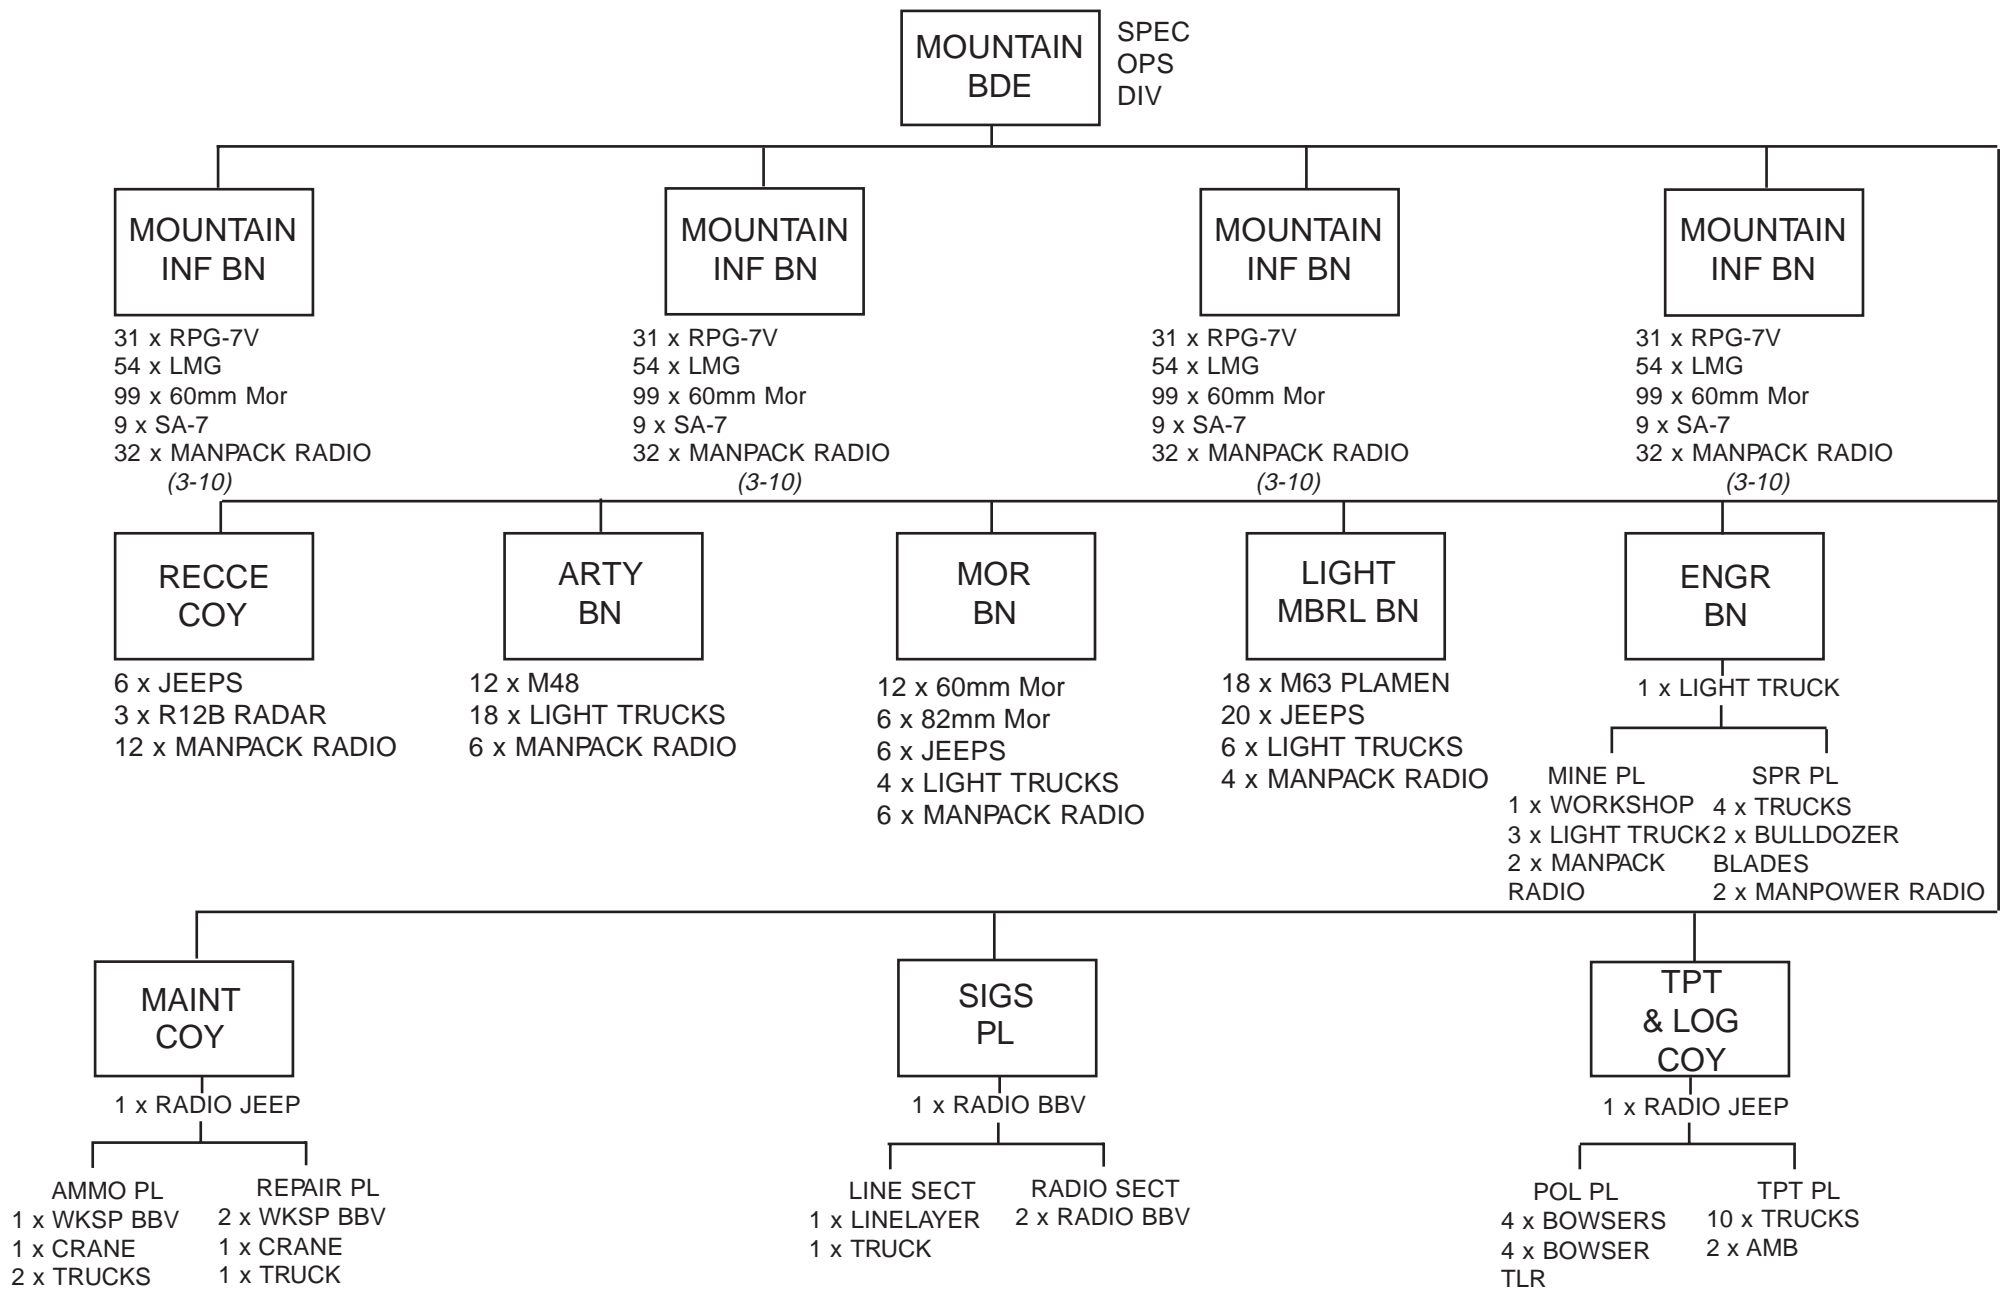 MOUNTAIN
BDE
SPEC
OPS
DIV
MOUNTAIN
INF BN
31 x RPG-7V
54 x LMG
99 x 60mm Mor
9 x SA-7
32 x MANPACK RADIO
(3-10)
MOUNTAIN
INF BN
31 x RPG-7V
54 x LMG
99 x 60mm Mor
9 x SA-7
32 x MANPACK RADIO
(3-10)
MOUNTAIN
INF BN
31 x RPG-7V
54 x LMG
99 x 60mm Mor
9 x SA-7
32 x MANPACK RADIO
(3-10)
MOUNTAIN
INF BN
31 x RPG-7V
54 x LMG
99 x 60mm Mor
9 x SA-7
32 x MANPACK RADIO
(3-10)
RECCE
COY
6 x JEEPS
3 x R12B RADAR
12 x MANPACK RADIO
ARTY
BN
12 x M48
18 x LIGHT TRUCKS
6 x MANPACK RADIO
MOR
BN
12 x 60mm Mor
6 x 82mm Mor
6 x JEEPS
4 x LIGHT TRUCKS
6 x MANPACK RADIO
LIGHT
MBRL BN
18 x M63 PLAMEN
20 x JEEPS
6 x LIGHT TRUCKS
4 x MANPACK RADIO
ENGR
BN
1 x LIGHT TRUCK
MINE PL
1 x WORKSHOP
3 x LIGHT TRUCK
2 x MANPACK
RADIO
SPR PL
4 x TRUCKS
2 x BULLDOZER
BLADES
2 x MANPOWER RADIO
MAINT
COY
1 x RADIO JEEP
AMMO PL
1 x WKSP BBV
1 x CRANE
2 x TRUCKS
REPAIR PL
2 x WKSP BBV
1 x CRANE
1 x TRUCK
SIGS
PL
1 x RADIO BBV
LINE SECT
1 x LINELAYER
1 x TRUCK
RADIO SECT
2 x RADIO BBV
TPT
& LOG
COY
1 x RADIO JEEP
POL PL
4 x BOWSERS
4 x BOWSER
TLR
TPT PL
10 x TRUCKS
2 x AMB